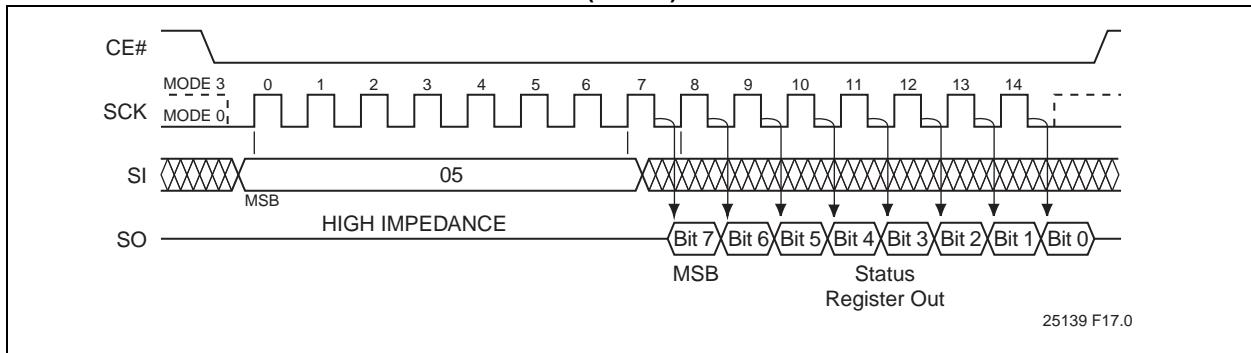 CE#
MODE 3 0 1 2 3 4 5 6 7 8 9 10 11 12 13 14
SCK MODE 0
SI 05
MSB
HIGH IMPEDANCE
SO Bit 7 Bit 6 Bit 5 Bit 4 Bit 3 Bit 2 Bit 1 Bit 0
MSB Status
Register Out
25139 F17.0